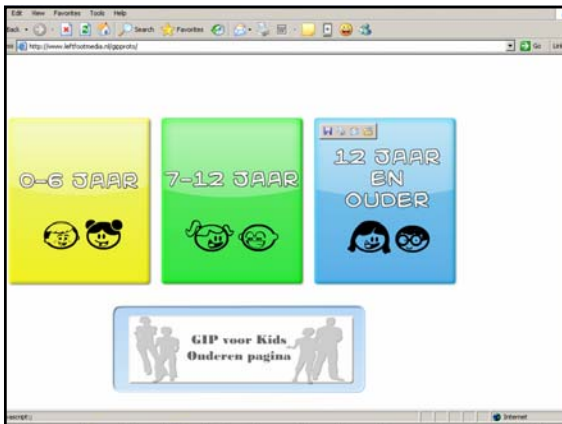 Edit View Favorites Tools Help
Back Search Favorites
http://www.leftfootmedia.nl/gipproto/ Go
0-6 JAAR
7-12 JAAR
12 JAAR
EN
OUDER
GIP voor Kids
Ouderen pagina
Internet